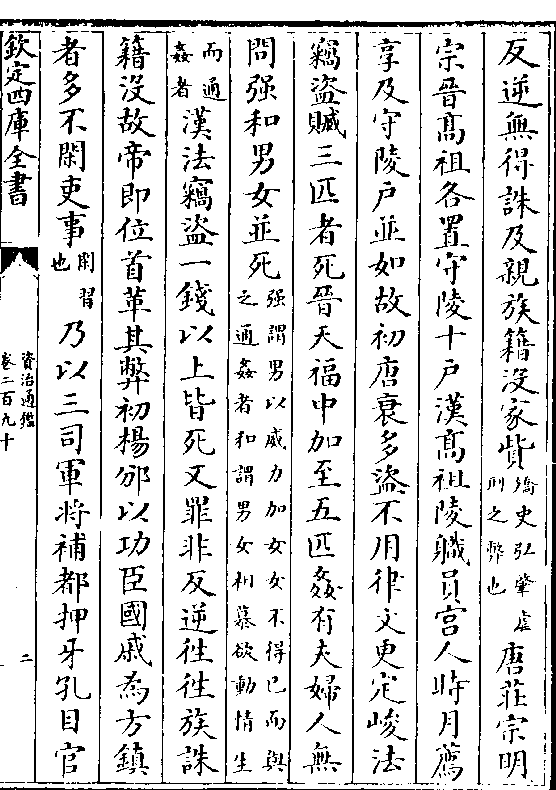 反逆無得誅及親族籍沒家貲矯史弘肇虐刑之弊也唐莊宗明
宗晉髙祖各置守陵十戸漢髙祖陵職員宫人時月薦
享及守陵戸並如故初唐衰多盜不用律文更定峻法
竊盜贓三匹者死晉天福中加至五匹姦有夫婦人無
問强和男女並死强謂男以威力加女女不得已而與之通姦者和謂男女相慕欲動情生
而通姦者漢法竊盜一錢以上皆死又罪非反逆徃徃族誅
籍沒故帝即位首革其弊初楊邠以功臣國戚為方鎮
者多不閑吏事閑習也乃以三司軍將補都押牙孔目官
欽定四庫全書
資治通鑑
卷二百九十
二